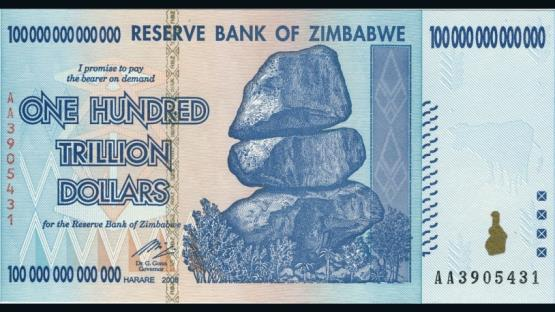 100 000 000 000 000
RESERVE BANK OF ZIMBABWE
100 000 000 000 000
I promise to pay
the bearer on demand
ONE HUNDRED
TRILLION
DOLLARS
for the Reserve Bank of Zimbabwe
Dr. G. Gono
Governor
HARARE 2008
100 000 000 000 000
AA3905431
AA3905431